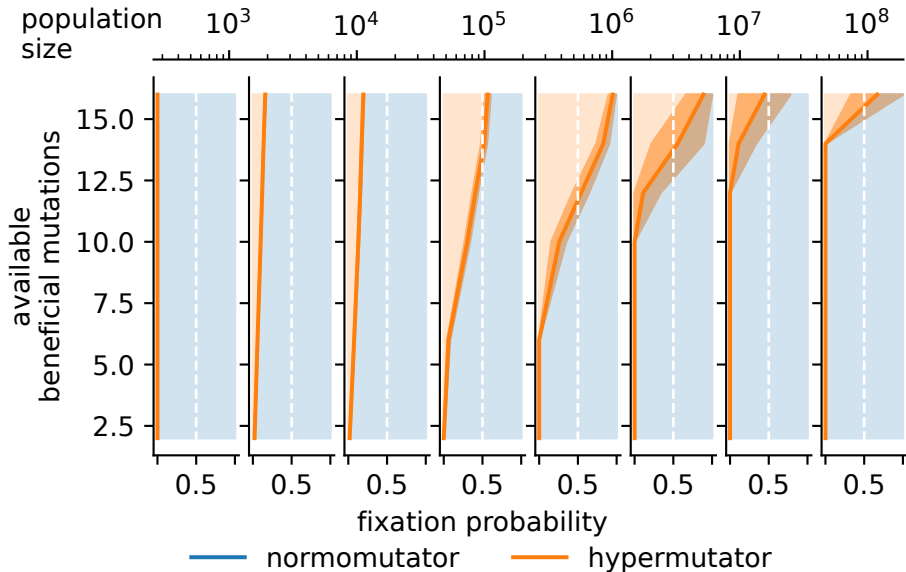 population size
10^3 10^4 10^5 10^6 10^7 10^8
available beneficial mutations
15.0
12.5
10.0
7.5
5.0
2.5
0.5 0.5 0.5 0.5 0.5 0.5 0.5 0.5
fixation probability
normomutator hypermutator